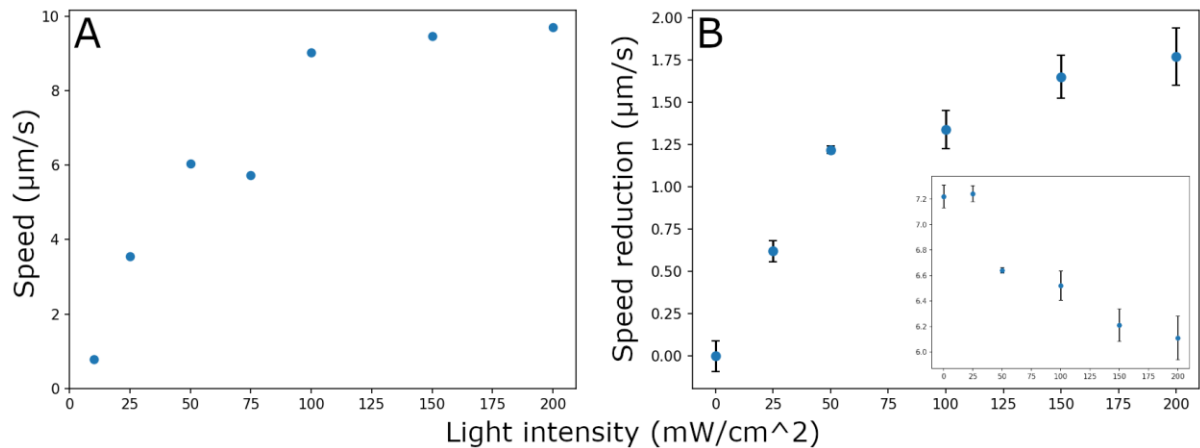 A
Speed (μm/s)
10
8
6
4
2
0
0 25 50 75 100 125 150 175 200
B
Speed reduction (μm/s)
2.00
1.75
1.50
1.25
1.00
0.75
0.50
0.25
0.00
0 25 50 75 100 125 150 175 200
7.2
7.0
6.8
6.6
6.4
6.2
6.0
0 25 50 75 100 125 150 175 200
Light intensity (mW/cm^2)